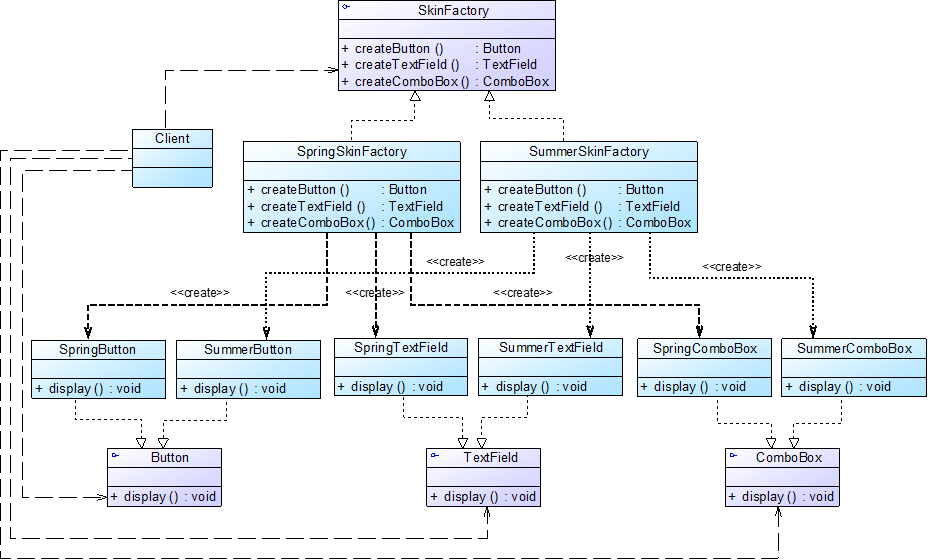 SkinFactory
+ createButton () : Button
+ createTextField () : TextField
+ createComboBox () : ComboBox
Client
SpringSkinFactory
+ createButton () : Button
+ createTextField () : TextField
+ createComboBox () : ComboBox
SummerSkinFactory
+ createButton () : Button
+ createTextField () : TextField
+ createComboBox () : ComboBox
<<create>>
<<create>>
<<create>>
<<create>>
<<create>>
<<create>>
SpringButton
+ display () : void
SummerButton
+ display () : void
SpringTextField
+ display () : void
SummerTextField
+ display () : void
SpringComboBox
+ display () : void
SummerComboBox
+ display () : void
Button
+ display () : void
TextField
+ display () : void
ComboBox
+ display () : void